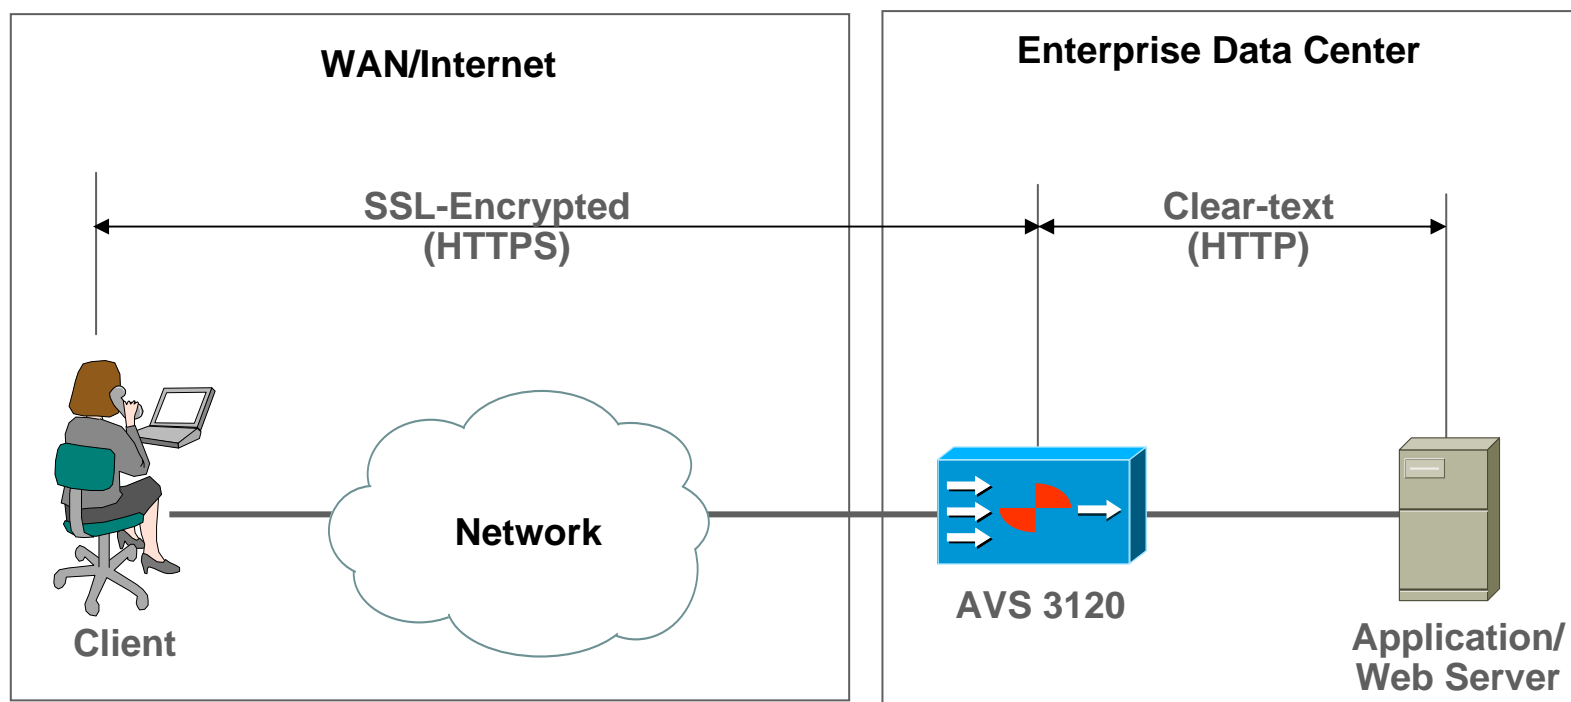 WAN/Internet
Enterprise Data Center
SSL-Encrypted
(HTTPS)
Clear-text
(HTTP)
Network
Client
AVS 3120
Application/
Web Server